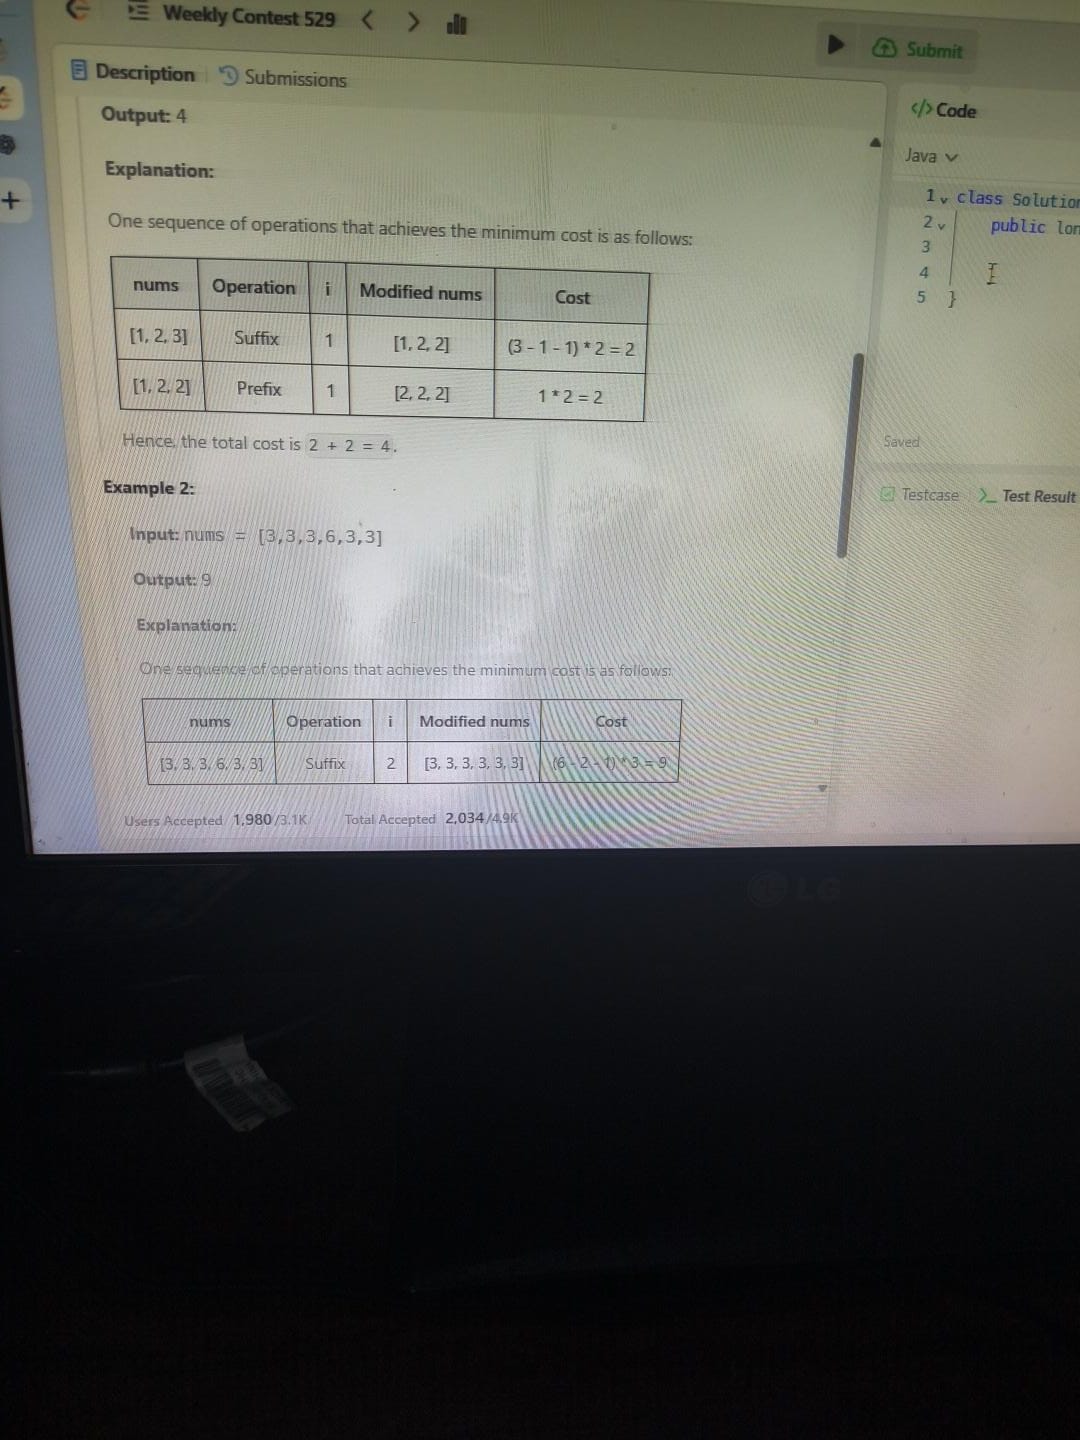 Weekly Contest 529
Submit
Description
Submissions
Output: 4
Explanation:
One sequence of operations that achieves the minimum cost is as follows:
nums Operation i Modified nums Cost
[1, 2, 3] Suffix 1 [1, 2, 2] (3 - 1 - 1) * 2 = 2
[1, 2, 2] Prefix 1 [2, 2, 2] 1 * 2 = 2
Hence, the total cost is 2 + 2 = 4.
Example 2:
Input: nums = [3,3,3,6,3,3]
Output: 9
Explanation:
One sequence of operations that achieves the minimum cost is as follows:
nums Operation i Modified nums Cost
[3, 3, 3, 6, 3, 3] Suffix 2 [3, 3, 3, 3, 3, 3] (6 - 2 - 1) * 3 = 9
Users Accepted 1,980/3.1K Total Accepted 2,034/4.9K
</> Code
Java
1 class Solution
2 public lon
3
4
5 }
Saved
Testcase >_ Test Result
LG